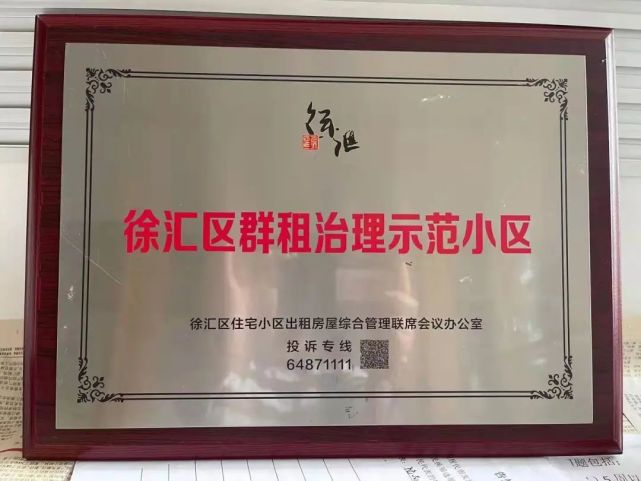 徐汇
徐汇区群租治理示范小区
徐汇区住宅小区出租房屋综合管理联席会议办公室
投诉专线
64871111